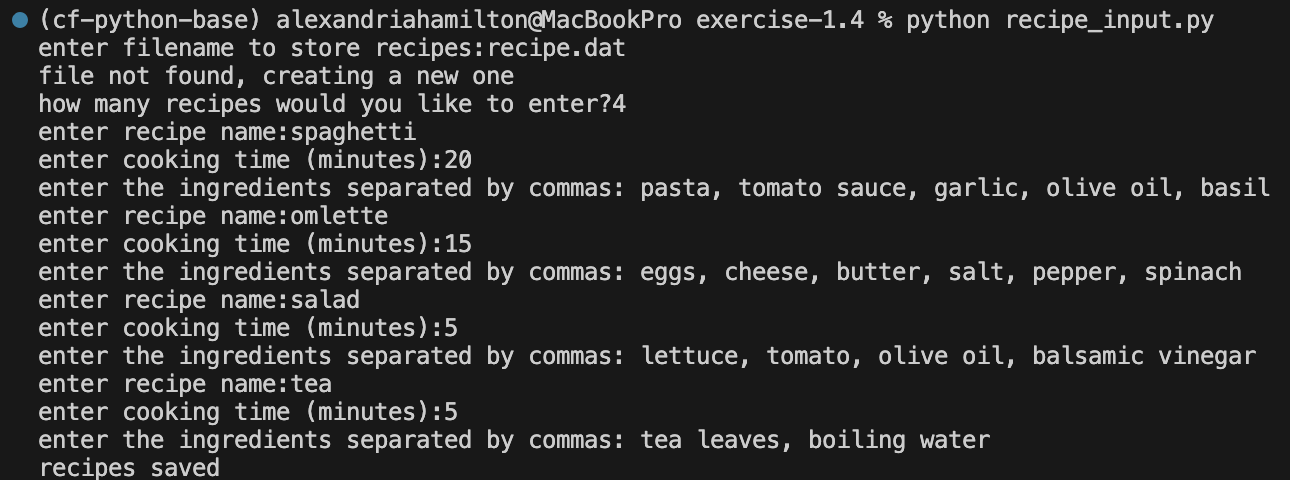 (cf-python-base) alexandriahamilton@MacBookPro exercise-1.4 % python recipe_input.py
enter filename to store recipes:recipe.dat
file not found, creating a new one
how many recipes would you like to enter?4
enter recipe name:spaghetti
enter cooking time (minutes):20
enter the ingredients separated by commas: pasta, tomato sauce, garlic, olive oil, basil
enter recipe name:omlette
enter cooking time (minutes):15
enter the ingredients separated by commas: eggs, cheese, butter, salt, pepper, spinach
enter recipe name:salad
enter cooking time (minutes):5
enter the ingredients separated by commas: lettuce, tomato, olive oil, balsamic vinegar
enter recipe name:tea
enter cooking time (minutes):5
enter the ingredients separated by commas: tea leaves, boiling water
recipes saved